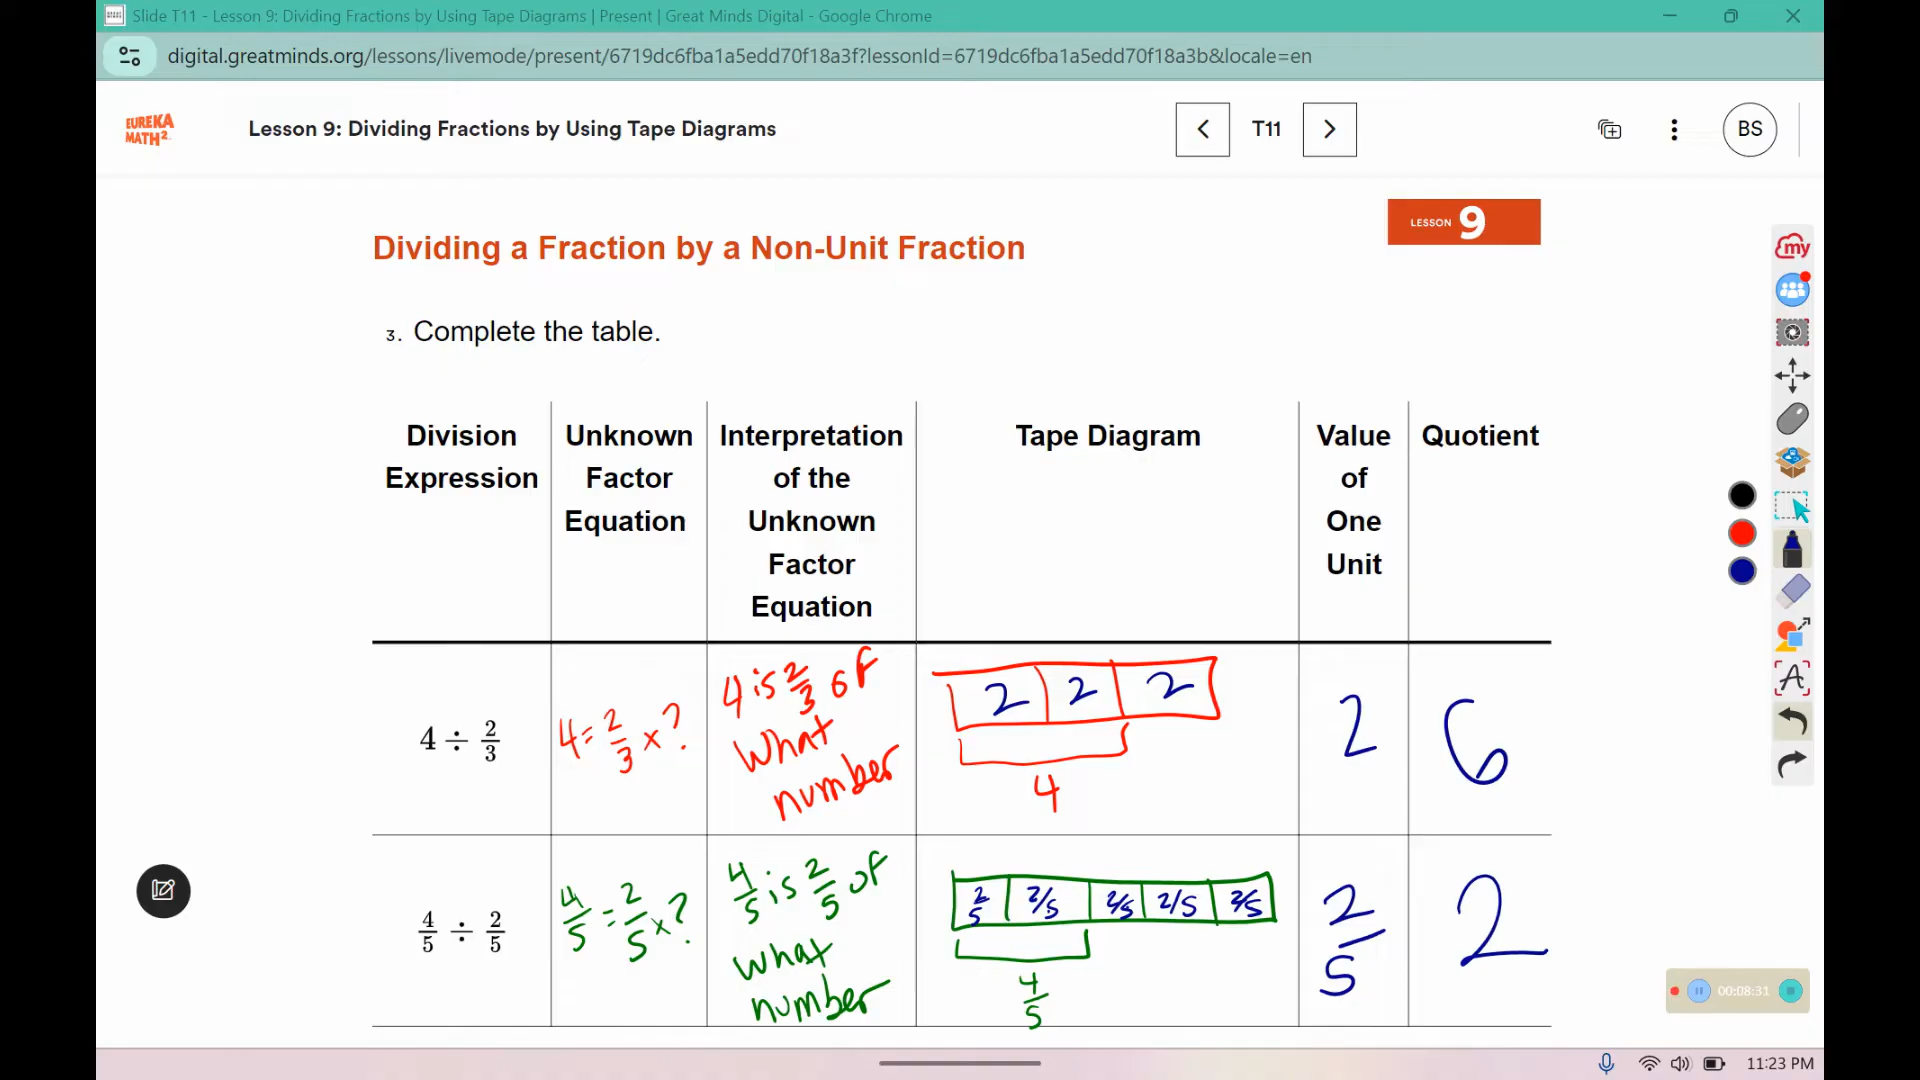 Slide T11 - Lesson 9: Dividing Fractions by Using Tape Diagrams | Present | Great Minds Digital - Google Chrome
digital.greatminds.org/lessons/livemode/present/6719dc6fba1a5edd70f18a3f?lessonId=6719dc6fba1a5edd70f18a3b&locale=en
EUREKA
MATH²
Lesson 9: Dividing Fractions by Using Tape Diagrams
T11
BS
LESSON 9
Dividing a Fraction by a Non-Unit Fraction
my
3. Complete the table.
Division
Expression
Unknown
Factor
Equation
Interpretation
of the
Unknown
Factor
Equation
Tape Diagram
Value
of
One
Unit
Quotient
4 ÷ 2/3
4 = 2/3 x ?
4 is 2/3 of
what
number
2 2 2
4
2
6
4/5 ÷ 2/5
4/5 = 2/5 x ?
4/5 is 2/5 of
what
number
2/5 2/5 2/5 2/5 2/5
4/5
2/5
2
A
00:08:31
11:23 PM